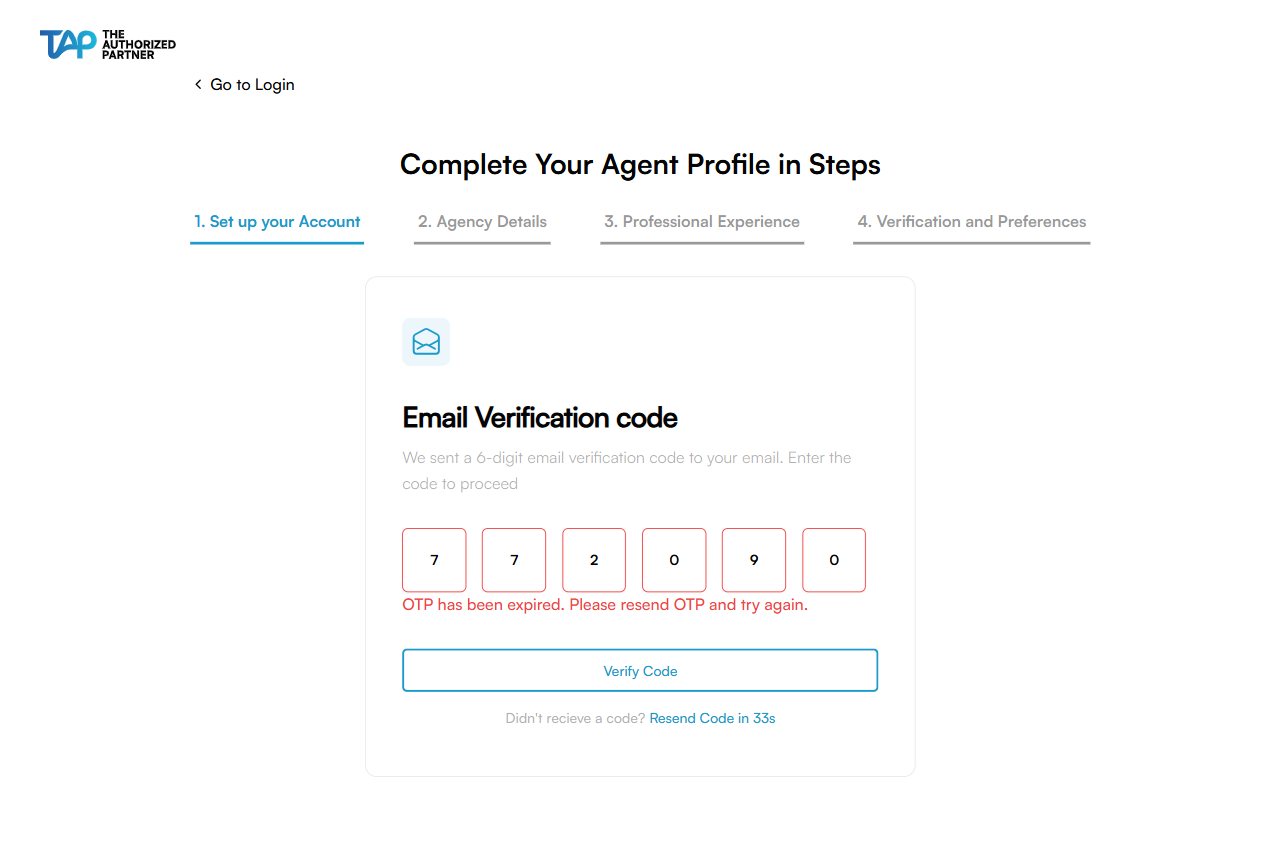 TAP THE AUTHORIZED PARTNER
Go to Login
Complete Your Agent Profile in Steps
1. Set up your Account 2. Agency Details 3. Professional Experience 4. Verification and Preferences
Email Verification code
We sent a 6-digit email verification code to your email. Enter the
code to proceed
7 7 2 0 9 0
OTP has been expired. Please resend OTP and try again.
Verify Code
Didn't recieve a code? Resend Code in 33s